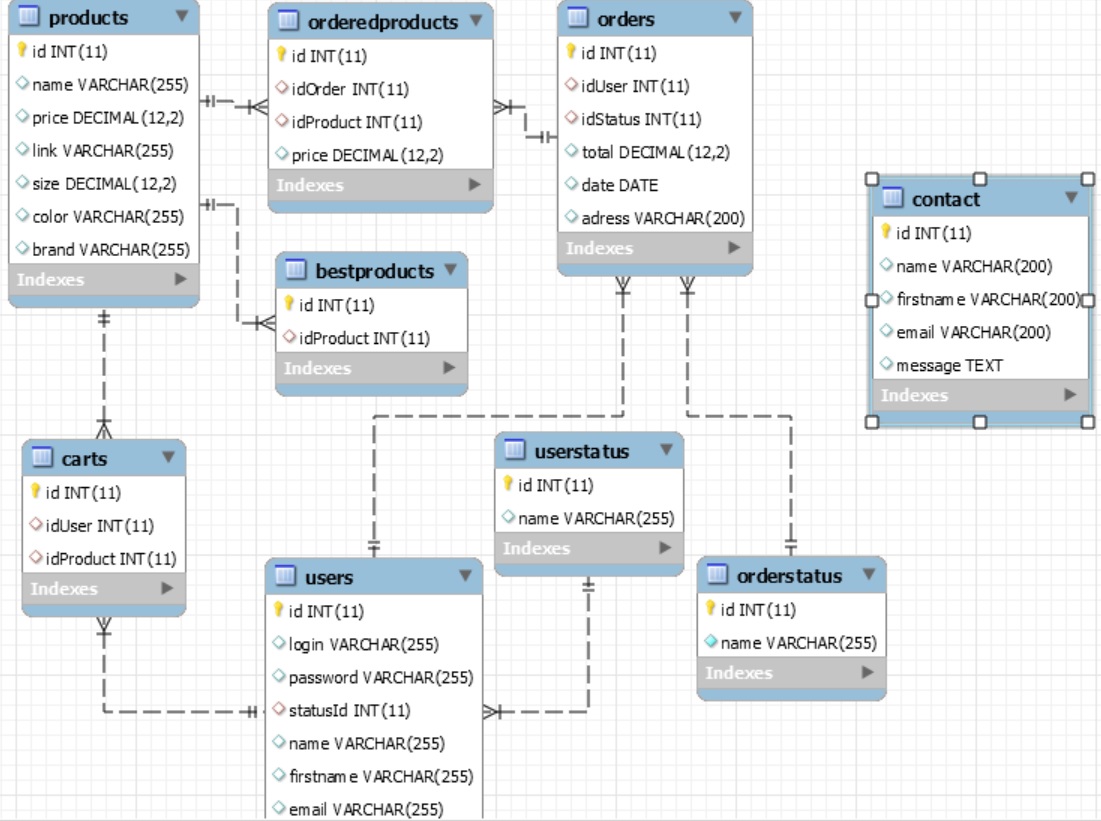 products
id INT(11)
name VARCHAR(255)
price DECIMAL(12,2)
link VARCHAR(255)
size DECIMAL(12,2)
color VARCHAR(255)
brand VARCHAR(255)
Indexes
orderedproducts
id INT(11)
idOrder INT(11)
idProduct INT(11)
price DECIMAL(12,2)
Indexes
orders
id INT(11)
idUser INT(11)
idStatus INT(11)
total DECIMAL(12,2)
date DATE
adress VARCHAR(200)
Indexes
contact
id INT(11)
name VARCHAR(200)
firstname VARCHAR(200)
email VARCHAR(200)
message TEXT
Indexes
bestproducts
id INT(11)
idProduct INT(11)
Indexes
carts
id INT(11)
idUser INT(11)
idProduct INT(11)
Indexes
userstatus
id INT(11)
name VARCHAR(255)
Indexes
users
id INT(11)
login VARCHAR(255)
password VARCHAR(255)
statusId INT(11)
name VARCHAR(255)
firstname VARCHAR(255)
email VARCHAR(255)
orderstatus
id INT(11)
name VARCHAR(255)
Indexes